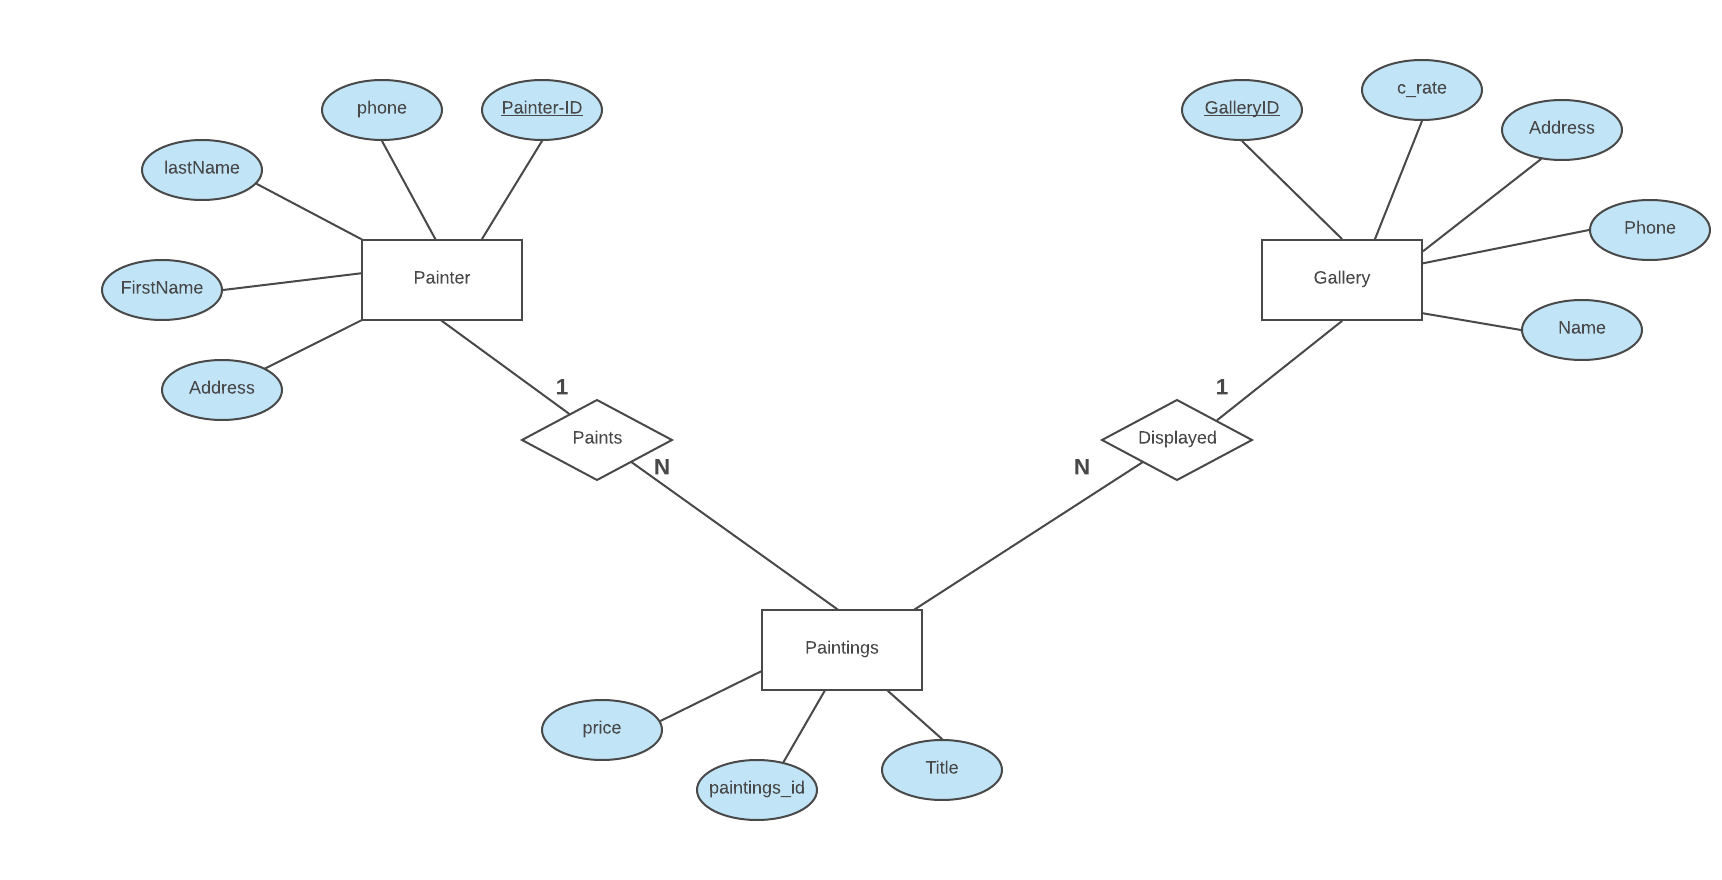 c_rate
phone
Painter-ID
GalleryID
Address
lastName
Phone
Painter
Gallery
FirstName
Name
Address
1
1
Paints
Displayed
N
N
Paintings
price
Title
paintings_id